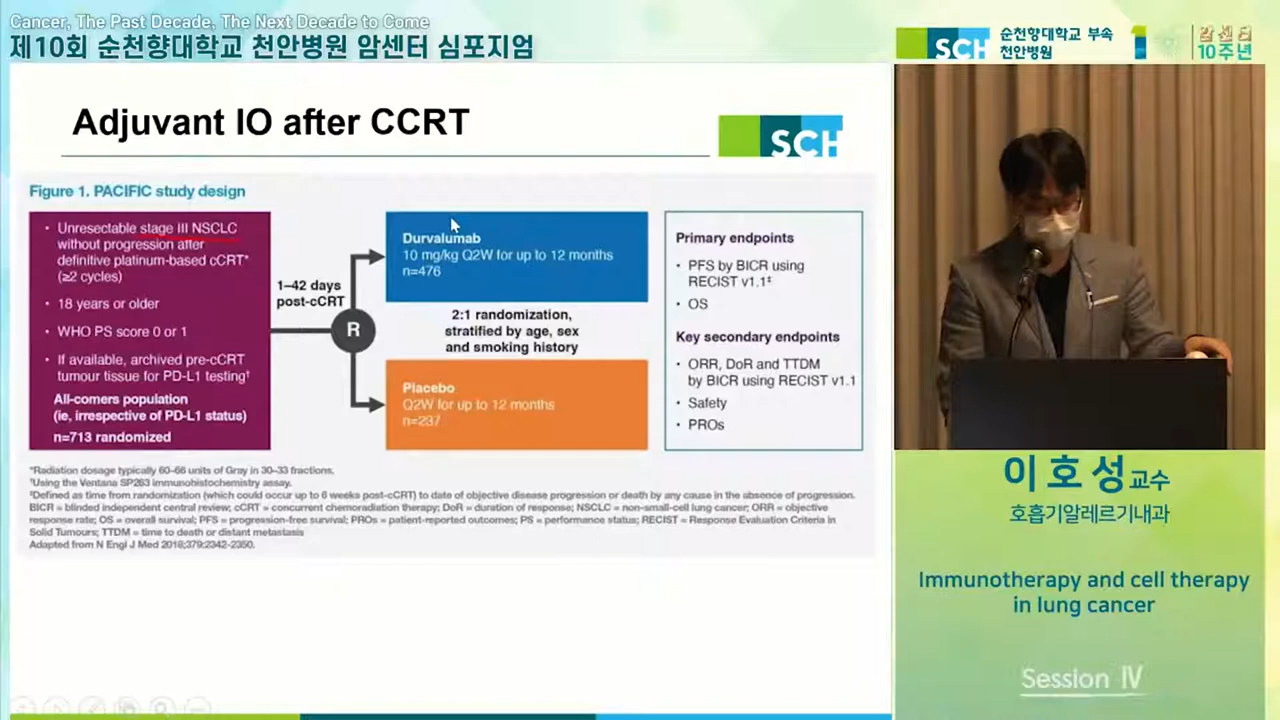 Cancer, The Past Decade, The Next Decade to Come
제10회 순천향대학교 천안병원 암센터 심포지엄
SCH
순천향대학교 부속
천안병원
암센터
10주년
Adjuvant IO after CCRT
SCH
Figure 1. PACIFIC study design
• Unresectable stage III NSCLC
without progression after
definitive platinum-based cCRT*
(≥2 cycles)
• 18 years or older
• WHO PS score 0 or 1
• If available, archived pre-cCRT
tumour tissue for PD-L1 testing†
All-comers population
(ie, irrespective of PD-L1 status)
n=713 randomized
1–42 days
post-cCRT
R
Durvalumab
10 mg/kg Q2W for up to 12 months
n=476
2:1 randomization,
stratified by age, sex
and smoking history
Placebo
Q2W for up to 12 months
n=237
Primary endpoints
• PFS by BICR using
RECIST v1.1‡
• OS
Key secondary endpoints
• ORR, DoR and TTDM
by BICR using RECIST v1.1
• Safety
• PROs
*Radiation dosage typically 60–66 units of Gray in 30–33 fractions.
†Using the Ventana SP263 immunohistochemistry assay.
‡Defined as time from randomization (which could occur up to 6 weeks post-cCRT) to date of objective disease progression or death by any cause in the absence of progression.
BICR = blinded independent central review; cCRT = concurrent chemoradiation therapy; DoR = duration of response; NSCLC = non-small-cell lung cancer; ORR = objective
response rate; OS = overall survival; PFS = progression-free survival; PROs = patient-reported outcomes; PS = performance status; RECIST = Response Evaluation Criteria in
Solid Tumours; TTDM = time to death or distant metastasis
Adapted from N Engl J Med 2018;379:2342-2350.
이호성교수
호흡기알레르기내과
Immunotherapy and cell therapy
in lung cancer
Session Ⅳ